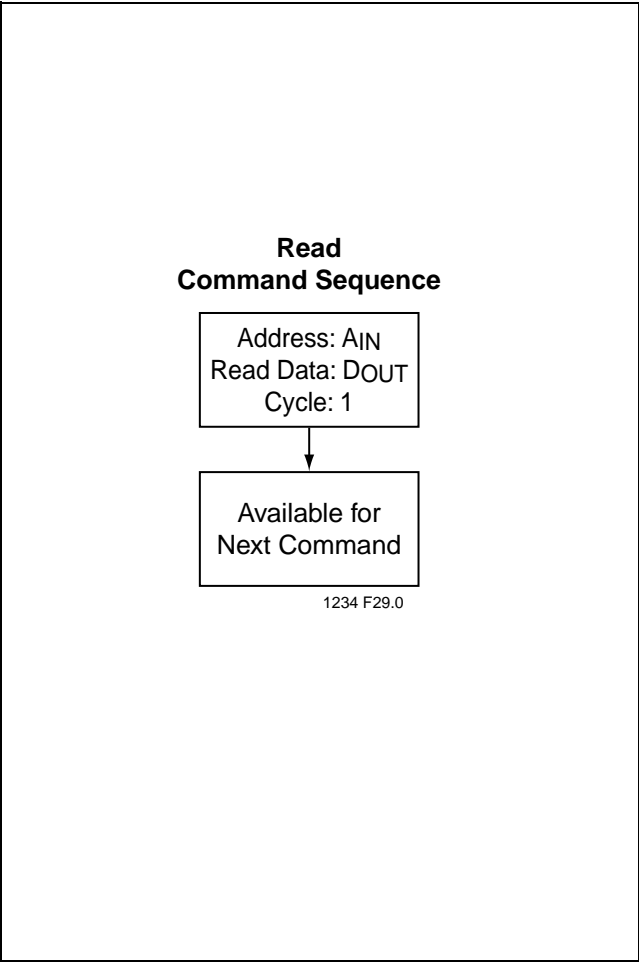 Read
Command Sequence
Address: AIN
Read Data: DOUT
Cycle: 1
Available for
Next Command
1234 F29.0